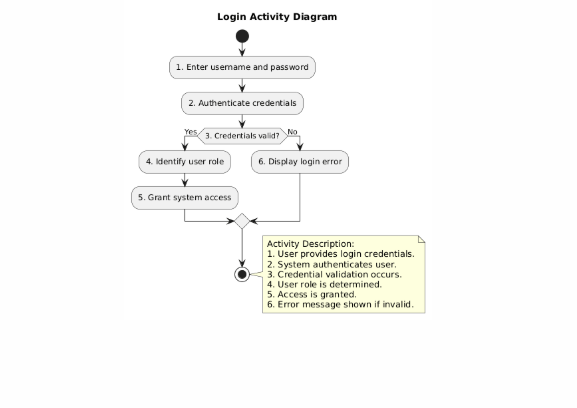 Login Activity Diagram
1. Enter username and password
2. Authenticate credentials
Yes
3. Credentials valid?
No
4. Identify user role
6. Display login error
5. Grant system access
Activity Description:
1. User provides login credentials.
2. System authenticates user.
3. Credential validation occurs.
4. User role is determined.
5. Access is granted.
6. Error message shown if invalid.